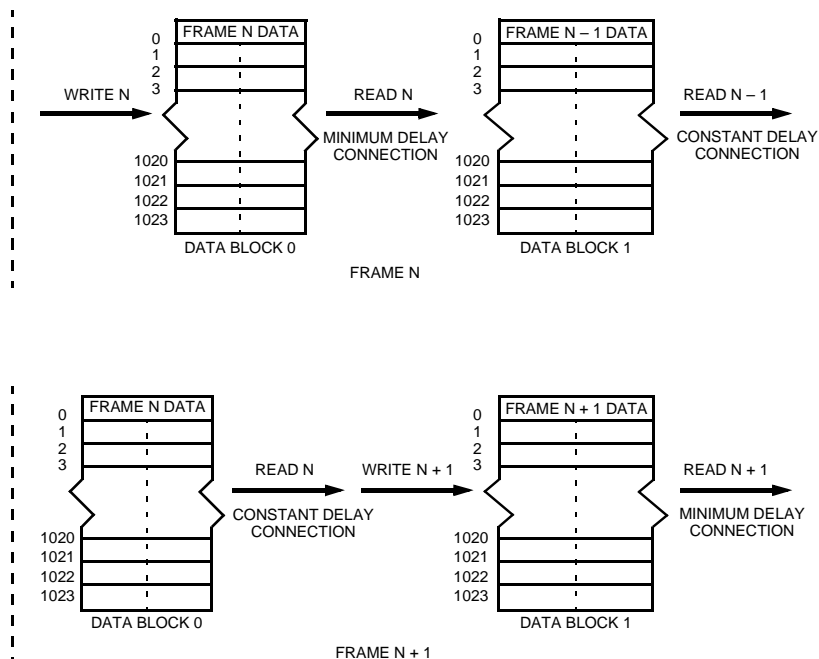 FRAME N DATA
0
1
2
3
WRITE N
READ N
MINIMUM DELAY
CONNECTION
1020
1021
1022
1023
DATA BLOCK 0
FRAME N – 1 DATA
0
1
2
3
READ N – 1
CONSTANT DELAY
CONNECTION
1020
1021
1022
1023
DATA BLOCK 1
FRAME N
FRAME N DATA
0
1
2
3
READ N
CONSTANT DELAY
CONNECTION
1020
1021
1022
1023
DATA BLOCK 0
WRITE N + 1
FRAME N + 1 DATA
0
1
2
3
READ N + 1
MINIMUM DELAY
CONNECTION
1020
1021
1022
1023
DATA BLOCK 1
FRAME N + 1